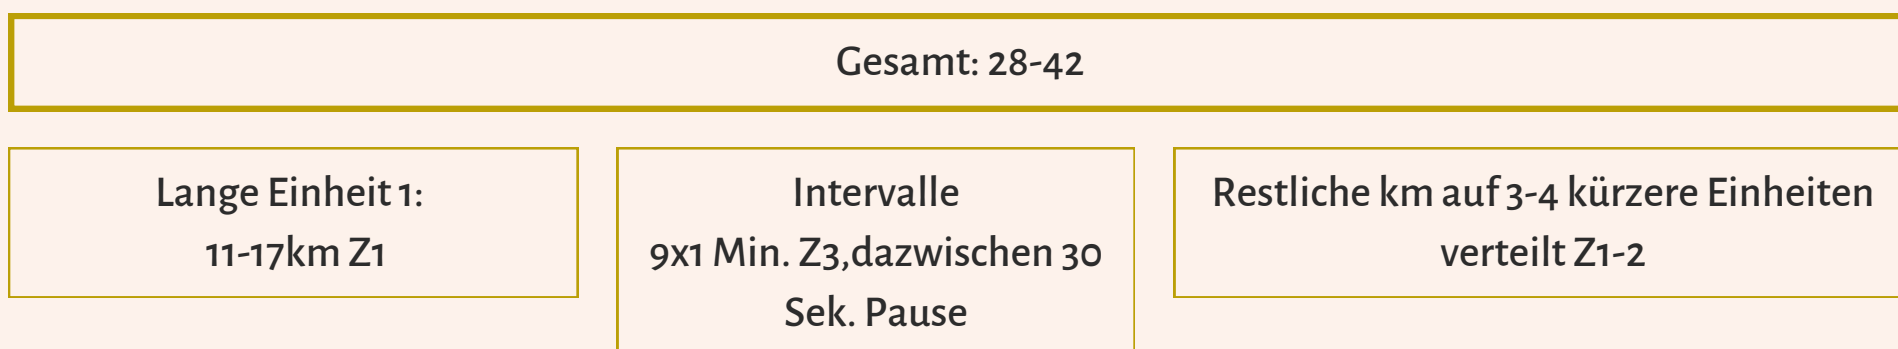 Gesamt: 28-42
Lange Einheit 1:
11-17km Z1
Intervalle
9x1 Min. Z3,dazwischen 30
Sek. Pause
Restliche km auf 3-4 kürzere Einheiten
verteilt Z1-2